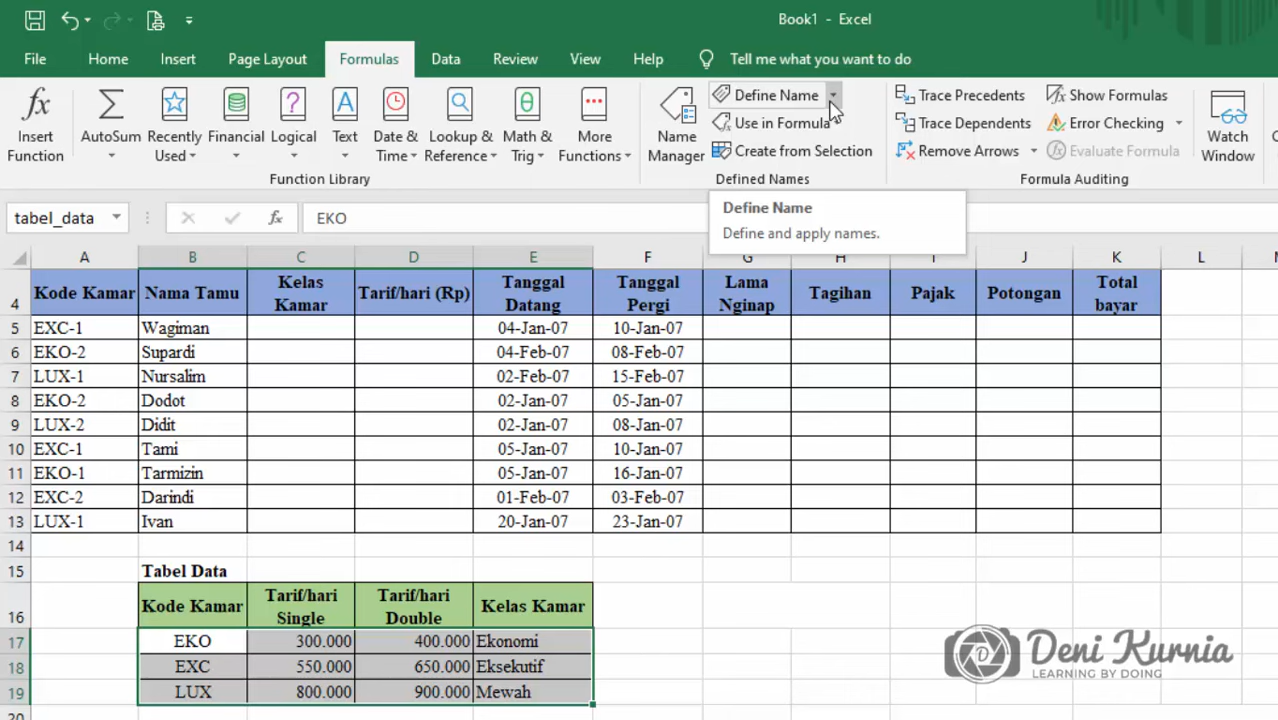 Book1 - Excel
File Home Insert Page Layout Formulas Data Review View Help Tell me what you want to do
fx Σ ? A θ
Insert Function
AutoSum
Recently Used
Financial
Logical
Text
Date & Time
Lookup & Reference
Math & Trig
More Functions
Function Library
Name Manager
Define Name
Use in Formula
Create from Selection
Defined Names
Trace Precedents
Trace Dependents
Remove Arrows
Show Formulas
Error Checking
Evaluate Formula
Formula Auditing
Watch Window
Define Name
Define and apply names.
tabel_data fx EKO
A B C D E F G H I J K L
4 Kode Kamar Nama Tamu Kelas Kamar Tarif/hari (Rp) Tanggal Datang Tanggal Pergi Lama Nginap Tagihan Pajak Potongan Total bayar
5 EXC-1 Wagiman 04-Jan-07 10-Jan-07
6 EKO-2 Supardi 04-Feb-07 08-Feb-07
7 LUX-1 Nursalim 02-Feb-07 15-Feb-07
8 EKO-2 Dodot 02-Jan-07 05-Jan-07
9 LUX-2 Didit 02-Jan-07 08-Jan-07
10 EXC-1 Tami 05-Jan-07 10-Jan-07
11 EKO-1 Tarmizin 05-Jan-07 16-Jan-07
12 EXC-2 Darindi 01-Feb-07 03-Feb-07
13 LUX-1 Ivan 20-Jan-07 23-Jan-07
14
15 Tabel Data
16 Kode Kamar Tarif/hari Single Tarif/hari Double Kelas Kamar
17 EKO 300.000 400.000 Ekonomi
18 EXC 550.000 650.000 Eksekutif
19 LUX 800.000 900.000 Mewah
Deni Kurnia
LEARNING BY DOING